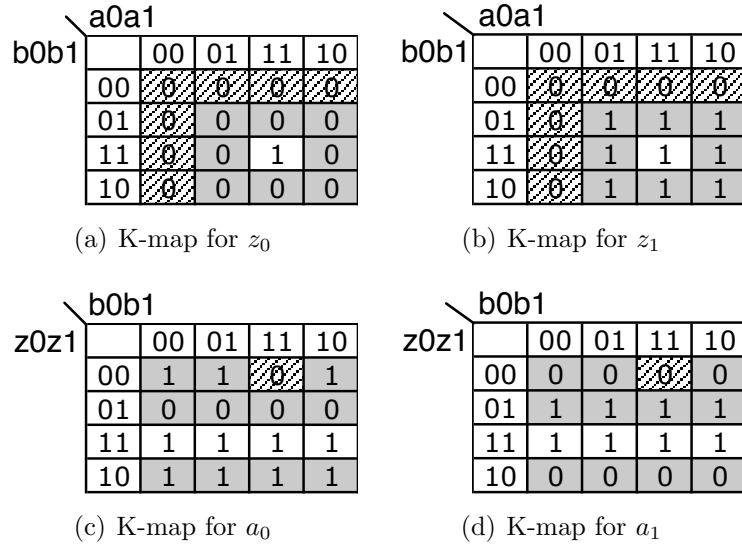 a0a1
b0b1 00 01 11 10
00 0 0 0 0
01 0 0 0 0
11 0 0 1 0
10 0 0 0 0
(a) K-map for z0
a0a1
b0b1 00 01 11 10
00 0 0 0 0
01 0 1 1 1
11 0 1 1 1
10 0 1 1 1
(b) K-map for z1
b0b1
z0z1 00 01 11 10
00 1 1 0 1
01 0 0 0 0
11 1 1 1 1
10 1 1 1 1
(c) K-map for a0
b0b1
z0z1 00 01 11 10
00 0 0 0 0
01 1 1 1 1
11 1 1 1 1
10 0 0 0 0
(d) K-map for a1